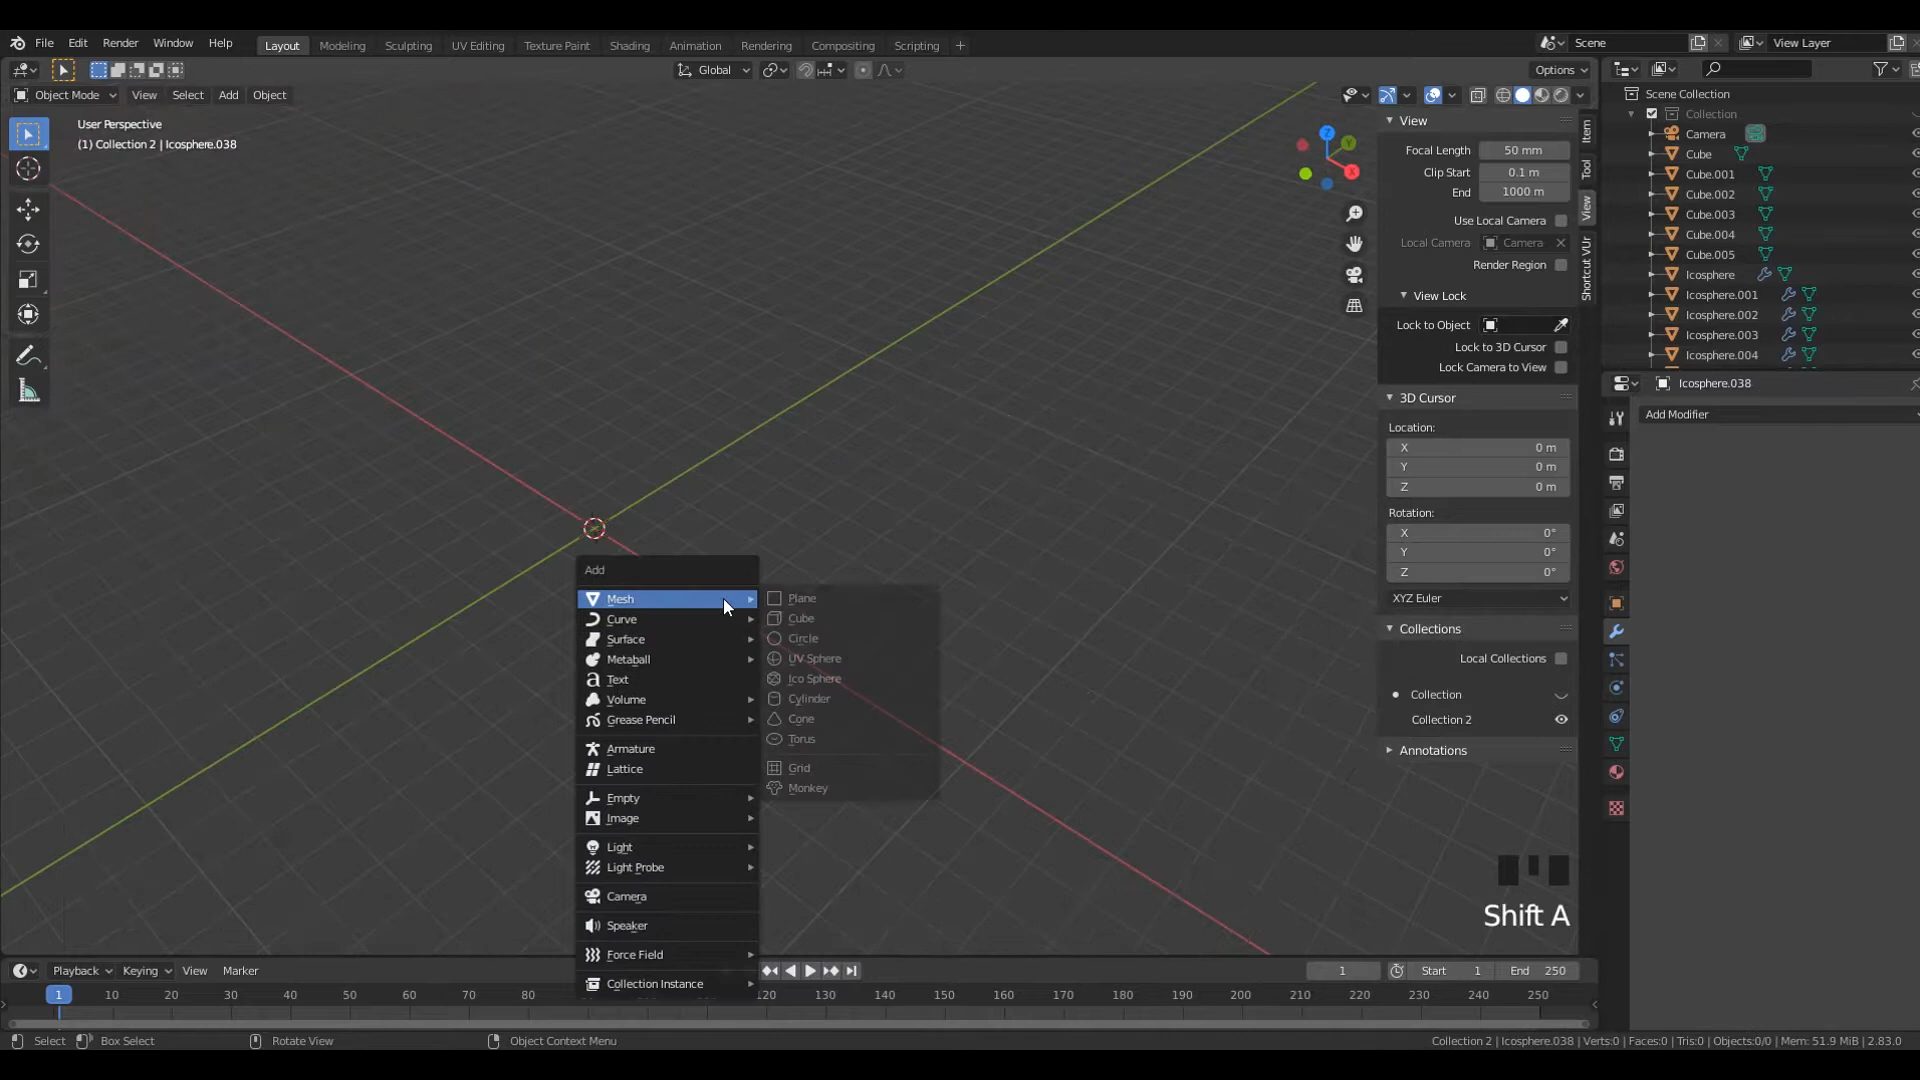 File Edit Render Window Help Layout Modeling Sculpting UV Editing Texture Paint Shading Animation Rendering Compositing Scripting + Scene View Layer
Global Options
Object Mode View Select Add Object
User Perspective
(1) Collection 2 | Icosphere.038
Z
Y
X
View
Focal Length 50 mm
Clip Start 0.1 m
End 1000 m
Use Local Camera
Local Camera Camera
Render Region
View Lock
Lock to Object
Lock to 3D Cursor
Lock Camera to View
3D Cursor
Location:
X 0 m
Y 0 m
Z 0 m
Rotation:
X 0°
Y 0°
Z 0°
XYZ Euler
Collections
Local Collections
Collection
Collection 2
Annotations
Item
Tool
View
Shortcut VUr
Scene Collection
Collection
Camera
Cube
Cube.001
Cube.002
Cube.003
Cube.004
Cube.005
Icosphere
Icosphere.001
Icosphere.002
Icosphere.003
Icosphere.004
Icosphere.038
Add Modifier
Add
Mesh
Curve
Surface
Metaball
Text
Volume
Grease Pencil
Armature
Lattice
Empty
Image
Light
Light Probe
Camera
Speaker
Force Field
Collection Instance
Plane
Cube
Circle
UV Sphere
Ico Sphere
Cylinder
Cone
Torus
Grid
Monkey
Shift A
Playback Keying View Marker 1 Start 1 End 250
1 10 20 30 40 50 60 70 80 120 130 140 150 160 170 180 190 200 210 220 230 240 250
Select Box Select Rotate View Object Context Menu Collection 2 | Icosphere.038 | Verts:0 | Faces:0 | Tris:0 | Objects:0/0 | Mem: 51.9 MiB | 2.83.0